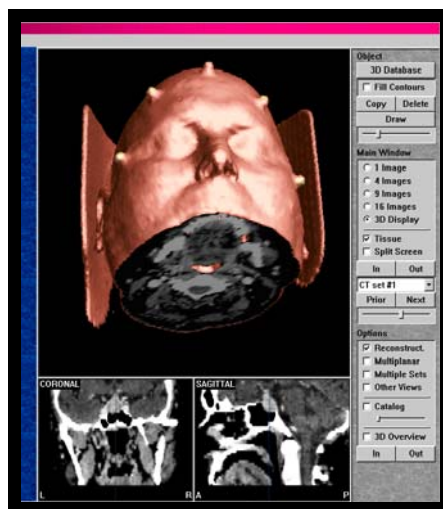 Object
3D Database
Fill Contours
Copy Delete
Draw
Main Window
1 Image
4 Images
9 Images
16 Images
3D Display
Tissue
Split Screen
In Out
CT set #1
Prior Next
Options
Reconstruct.
Multiplanar
Multiple Sets
Other Views
Catalog
3D Overview
In Out
CORONAL
L R
SAGITTAL
A P